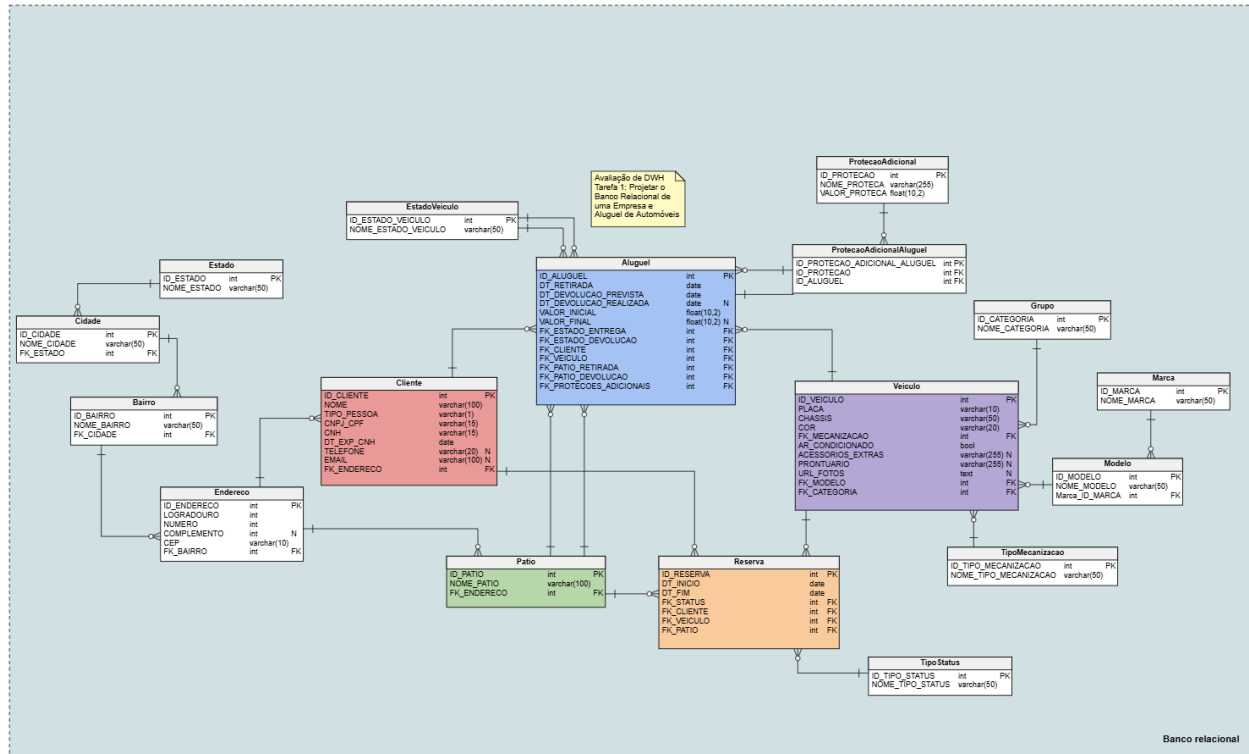 ProtecaoAdicional
ID_PROTECAO int PK
NOME_PROTECA varchar(255)
VALOR_PROTECA float(10,2)
Avaliação de DWH
Tarefa 1: Projetar o
Banco Relacional de
uma Empresa e
Aluguel de Automóveis
EstadoVeiculo
ID_ESTADO_VEICULO int PK
NOME_ESTADO_VEICULO varchar(50)
ProtecaoAdicionalAluguel
ID_PROTECAO_ADICIONAL_ALUGUEL int PK
ID_PROTECAO int FK
ID_ALUGUEL int FK
Estado
ID_ESTADO int PK
NOME_ESTADO varchar(50)
Aluguel
ID_ALUGUEL int PK
DT_RETIRADA date
DT_DEVOLUCAO_PREVISTA date
DT_DEVOLUCAO_REALIZADA date N
VALOR_INICIAL float(10,2)
VALOR_FINAL float(10,2) N
FK_ESTADO_ENTREGA int FK
FK_ESTADO_DEVOLUCAO int FK
FK_CLIENTE int FK
FK_VEICULO int FK
FK_PATIO_RETIRADA int FK
FK_PATIO_DEVOLUCAO int FK
FK_PROTECOES_ADICIONAIS int FK
Grupo
ID_CATEGORIA int PK
NOME_CATEGORIA varchar(50)
Cidade
ID_CIDADE int PK
NOME_CIDADE varchar(50)
FK_ESTADO int FK
Cliente
ID_CLIENTE int PK
NOME varchar(100)
TIPO_PESSOA varchar(1)
CNPJ_CPF varchar(15)
CNH varchar(15)
DT_EXP_CNH date
TELEFONE varchar(20) N
EMAIL varchar(100) N
FK_ENDERECO int FK
Veiculo
ID_VEICULO int PK
PLACA varchar(10)
CHASSIS varchar(50)
COR varchar(20)
FK_MECANIZACAO int FK
AR_CONDICIONADO bool
ACESSORIOS_EXTRAS varchar(255) N
PRONTUARIO varchar(255) N
URL_FOTOS text N
FK_MODELO int FK
FK_CATEGORIA int FK
Marca
ID_MARCA int PK
NOME_MARCA varchar(50)
Bairro
ID_BAIRRO int PK
NOME_BAIRRO varchar(50)
FK_CIDADE int FK
Modelo
ID_MODELO int PK
NOME_MODELO varchar(50)
Marca_ID_MARCA int FK
Endereco
ID_ENDERECO int PK
LOGRADOURO int
NUMERO int
COMPLEMENTO int N
CEP varchar(10)
FK_BAIRRO int FK
TipoMecanizacao
ID_TIPO_MECANIZACAO int PK
NOME_TIPO_MECANIZACAO varchar(50)
Patio
ID_PATIO int PK
NOME_PATIO varchar(100)
FK_ENDERECO int FK
Reserva
ID_RESERVA int PK
DT_INICIO date
DT_FIM date
FK_STATUS int FK
FK_CLIENTE int FK
FK_VEICULO int FK
FK_PATIO int FK
TipoStatus
ID_TIPO_STATUS int PK
NOME_TIPO_STATUS varchar(50)
Banco relacional